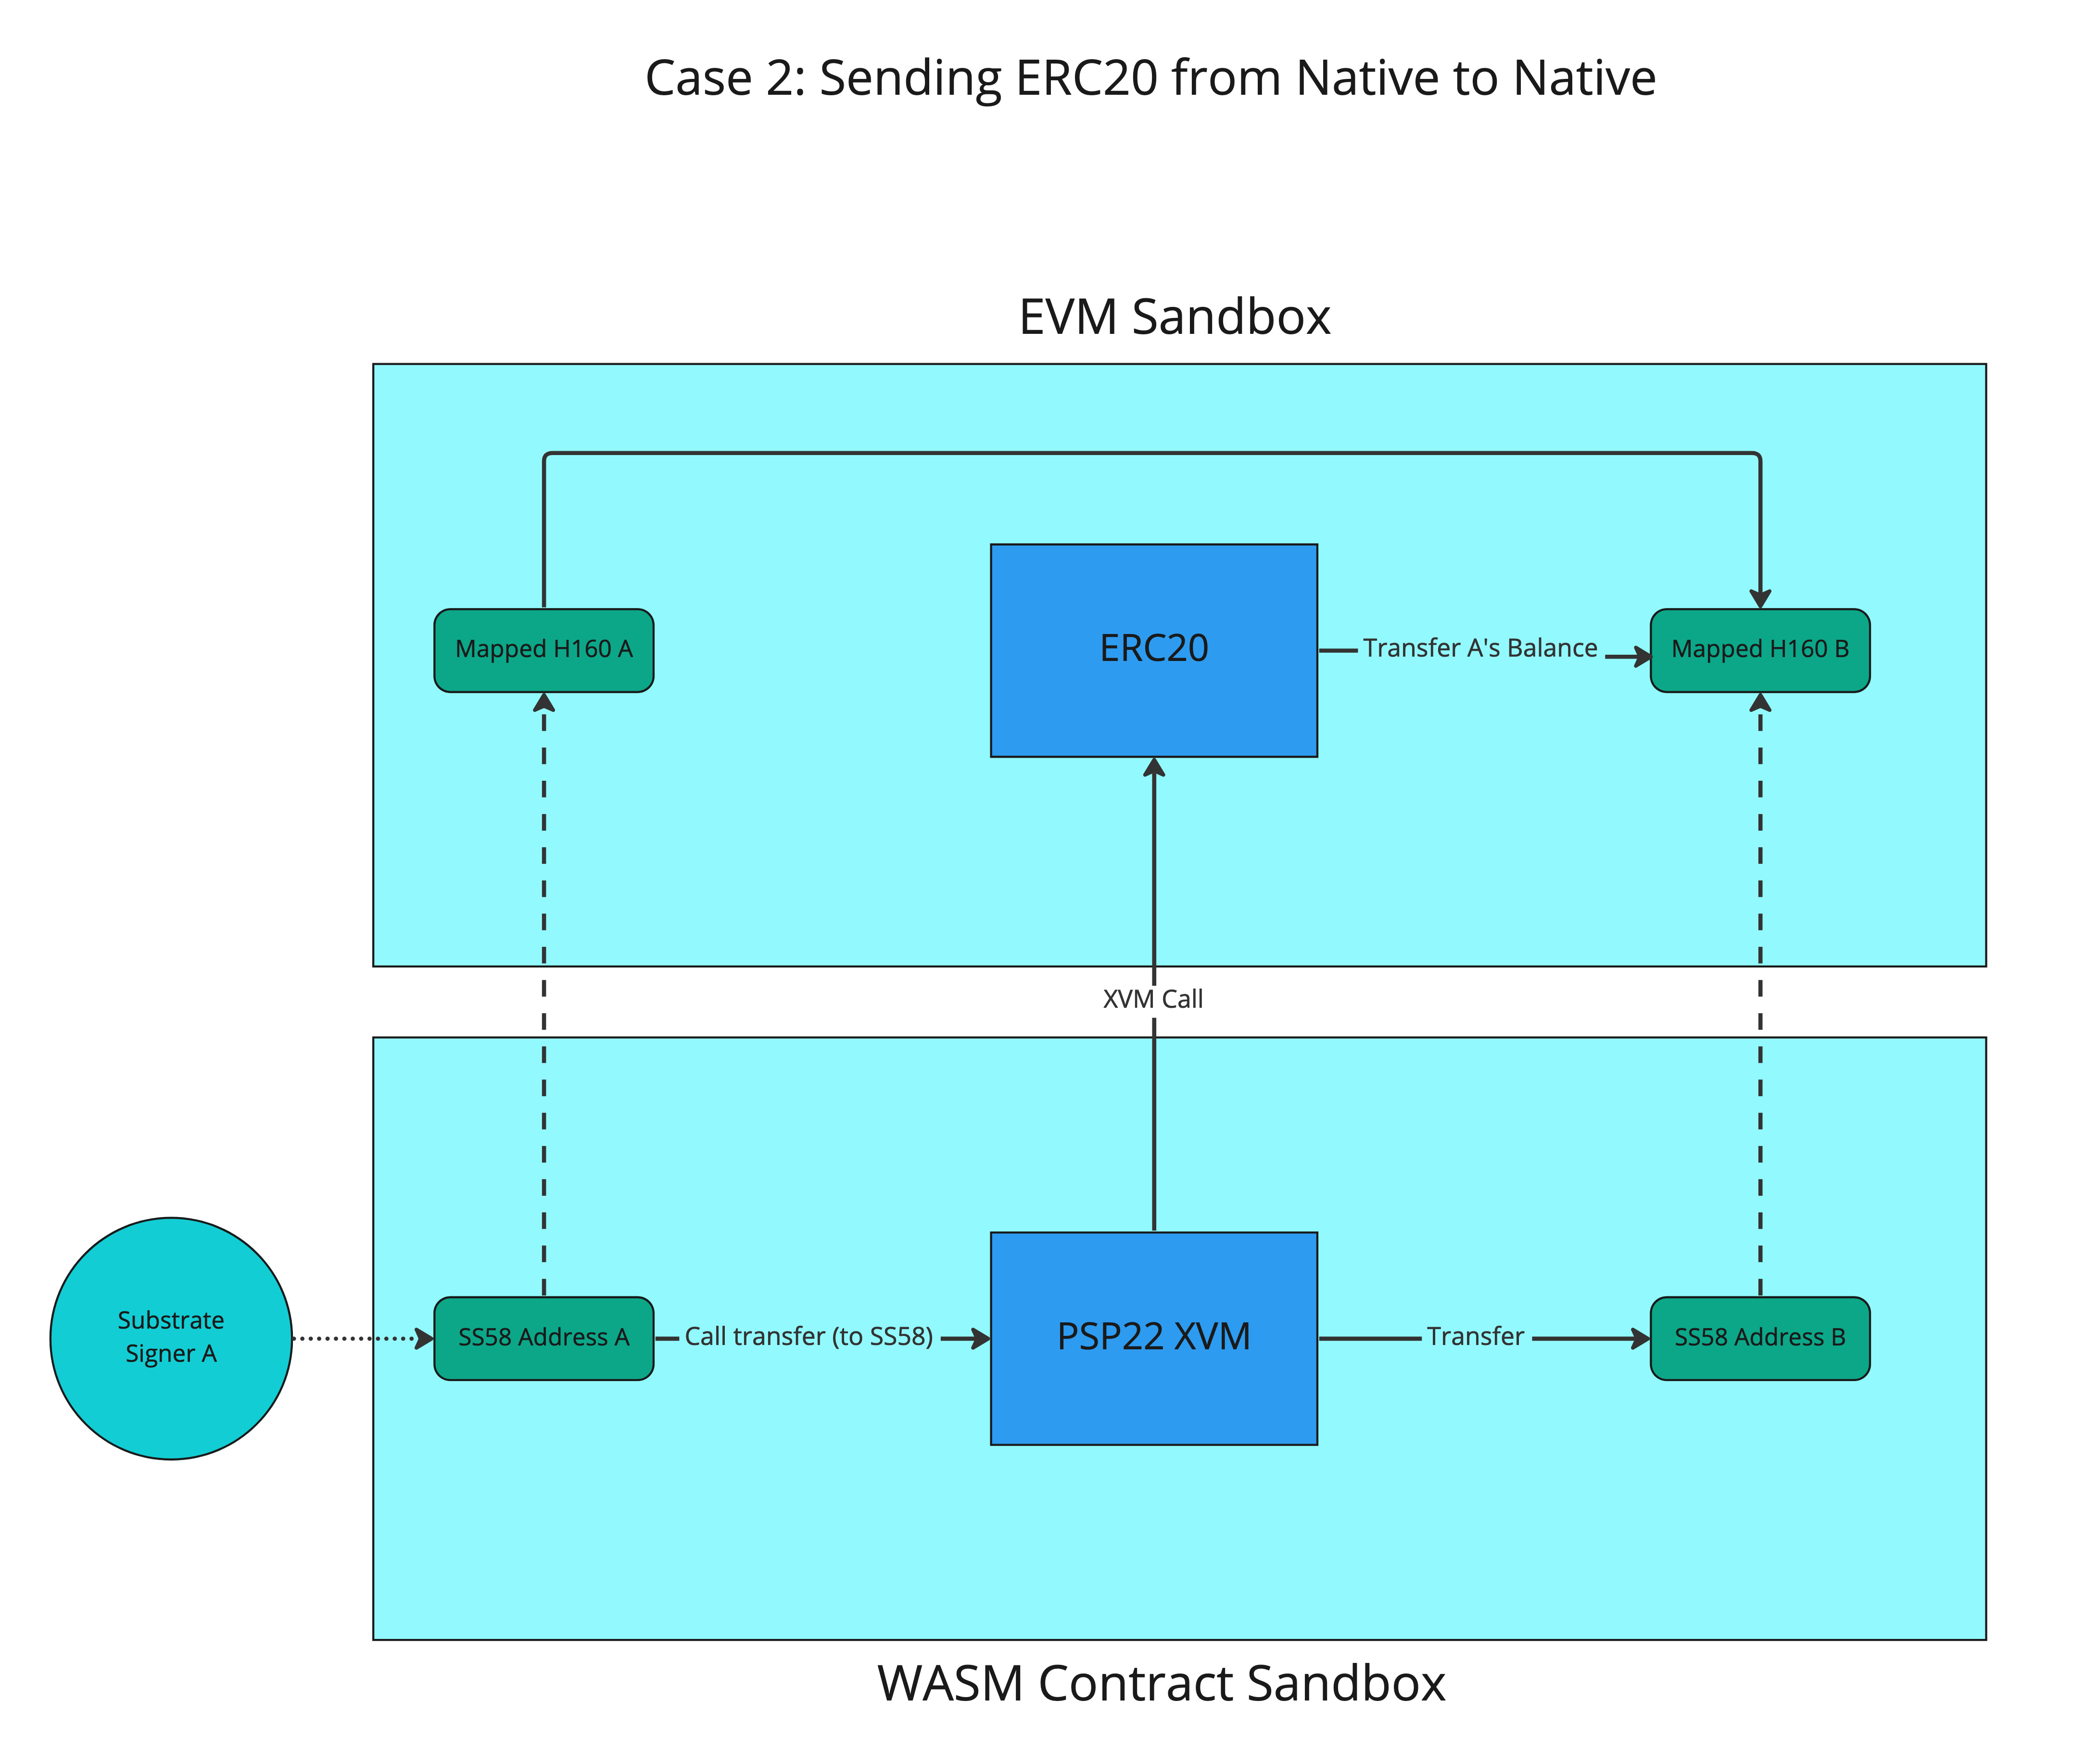 Case 2: Sending ERC20 from Native to Native
EVM Sandbox
Mapped H160 A
ERC20
Transfer A's Balance
Mapped H160 B
XVM Call
Substrate
Signer A
SS58 Address A
Call transfer (to SS58)
PSP22 XVM
Transfer
SS58 Address B
WASM Contract Sandbox